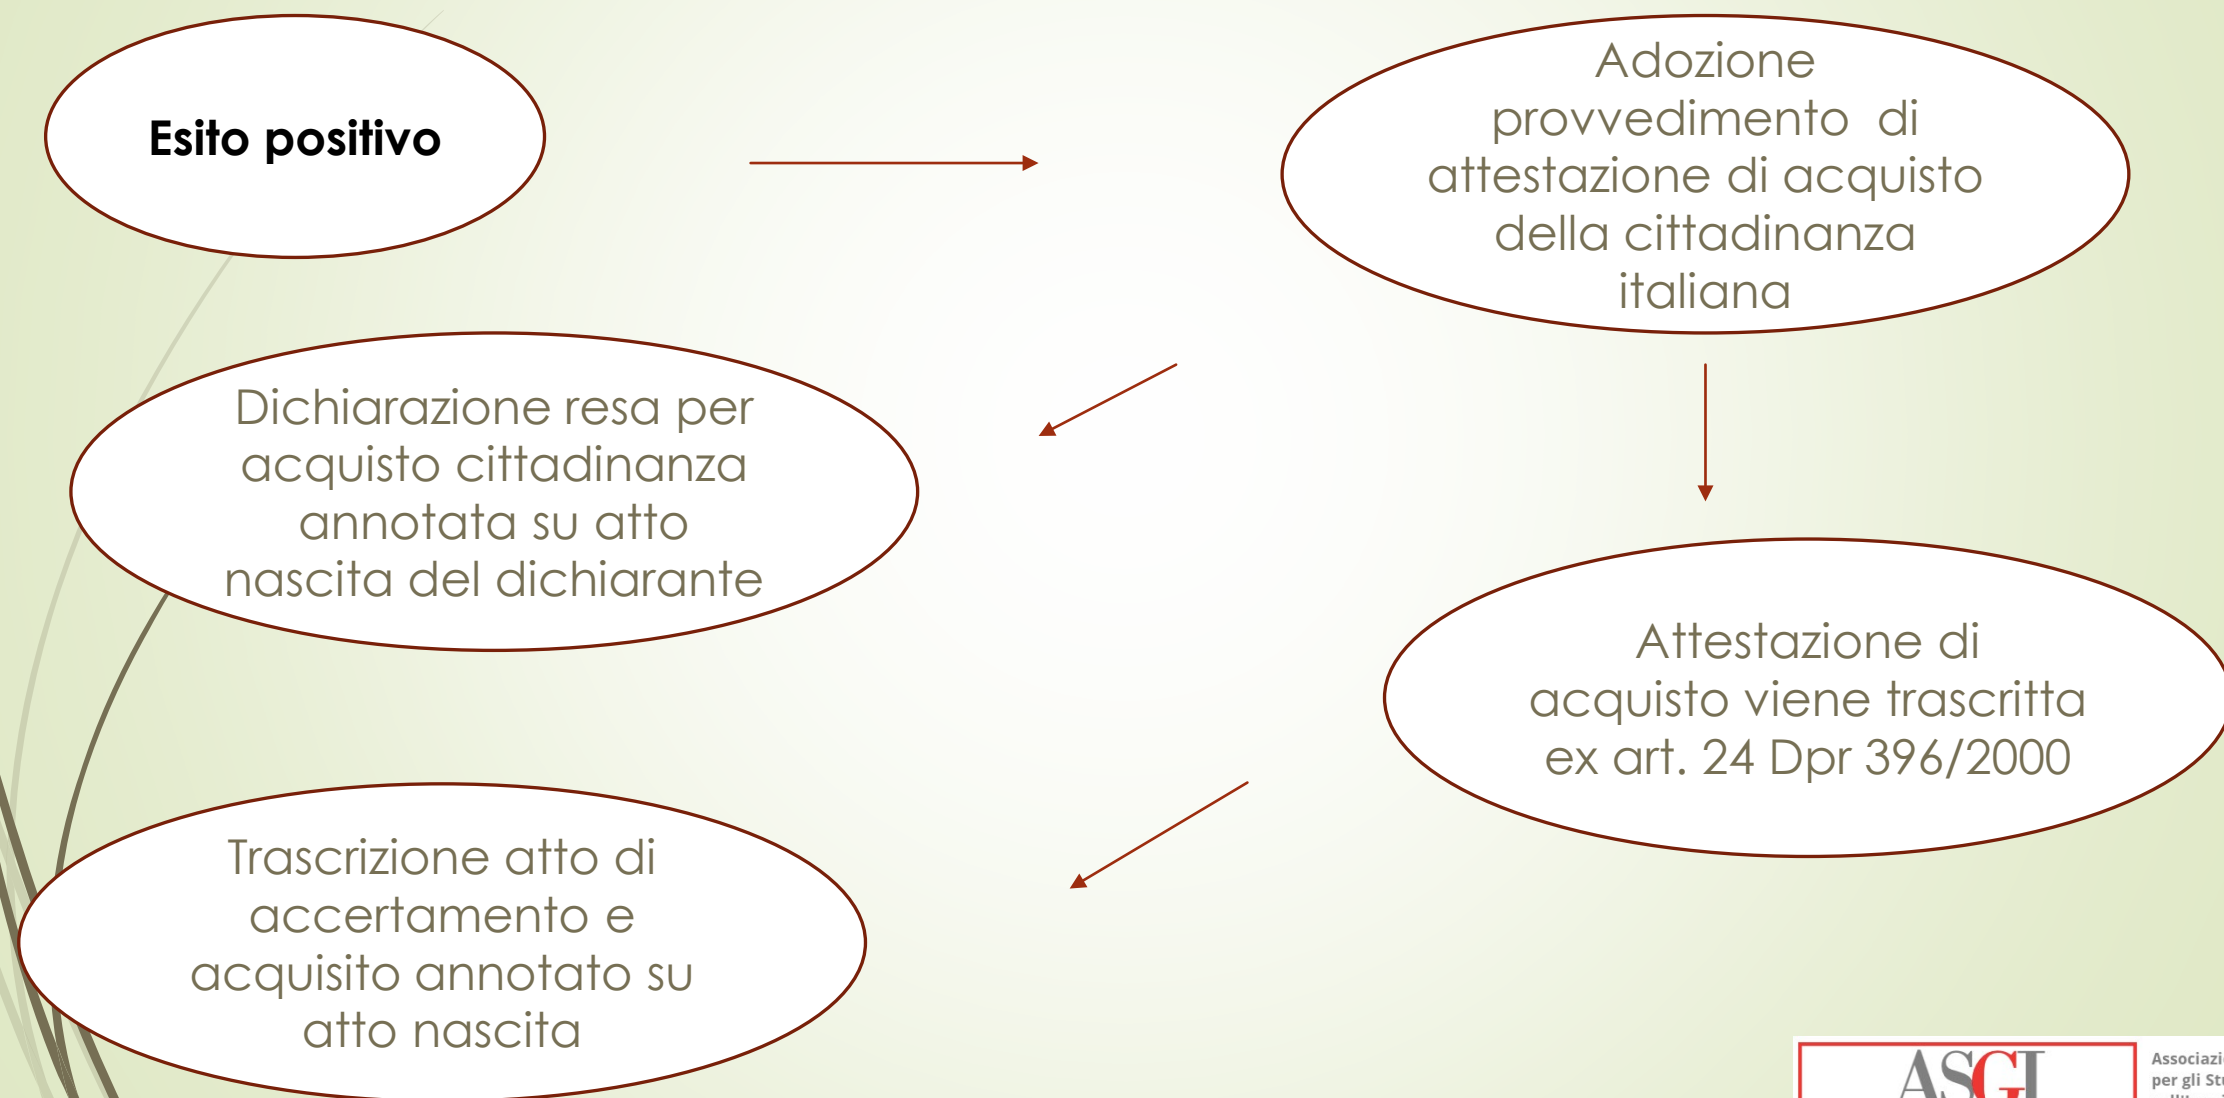 Esito positivo
Adozione
provvedimento di
attestazione di acquisto
della cittadinanza
italiana
Dichiarazione resa per
acquisto cittadinanza
annotata su atto
nascita del dichiarante
Attestazione di
acquisto viene trascritta
ex art. 24 Dpr 396/2000
Trascrizione atto di
accertamento e
acquisito annotato su
atto nascita
ASGI
per gli